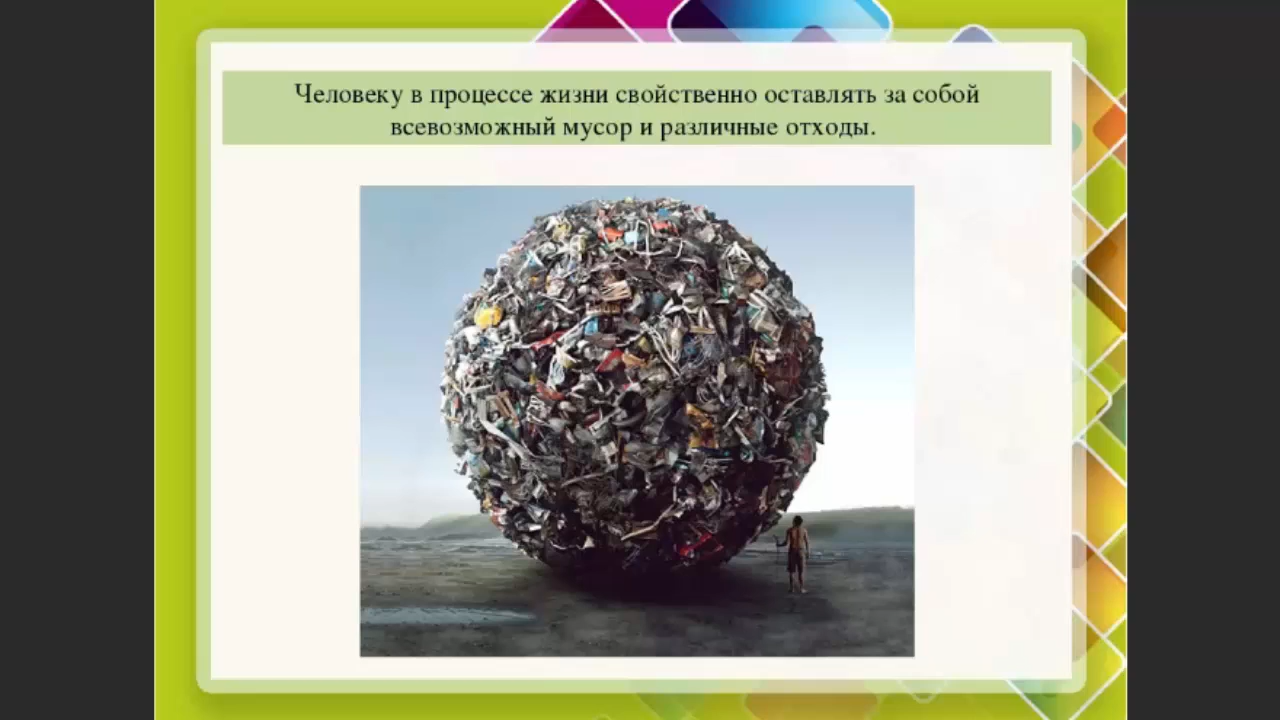 Человеку в процессе жизни свойственно оставлять за собой
всевозможный мусор и различные отходы.